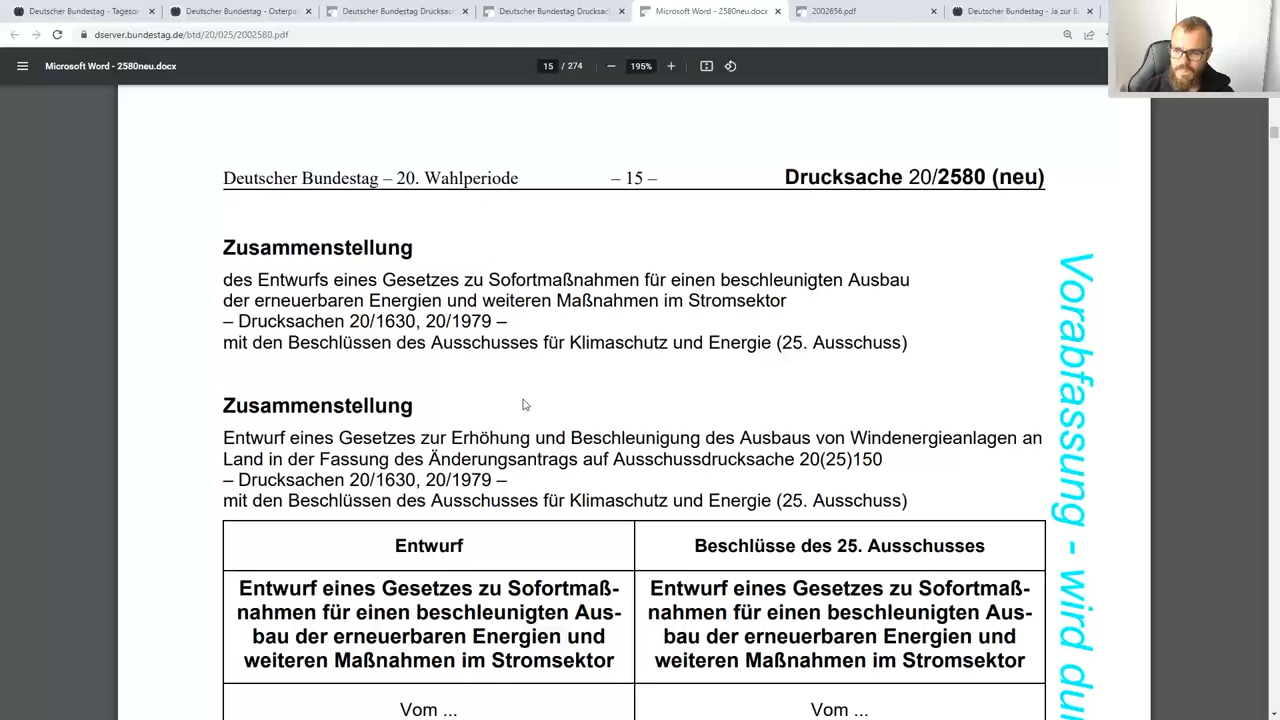 Deutscher Bundestag - Tageso
Deutscher Bundestag - Osterpa
Deutscher Bundestag Drucksac
Deutscher Bundestag Drucksac
Microsoft Word - 2580neu.docx
2002656.pdf
Deutscher Bundestag - Ja zur
dserver.bundestag.de/btd/20/025/2002580.pdf
Microsoft Word - 2580neu.docx
15 / 274
195%
Deutscher Bundestag – 20. Wahlperiode – 15 – Drucksache 20/2580 (neu)
Zusammenstellung
des Entwurfs eines Gesetzes zu Sofortmaßnahmen für einen beschleunigten Ausbau
der erneuerbaren Energien und weiteren Maßnahmen im Stromsektor
– Drucksachen 20/1630, 20/1979 –
mit den Beschlüssen des Ausschusses für Klimaschutz und Energie (25. Ausschuss)
Zusammenstellung
Entwurf eines Gesetzes zur Erhöhung und Beschleunigung des Ausbaus von Windenergieanlagen an
Land in der Fassung des Änderungsantrags auf Ausschussdrucksache 20(25)150
– Drucksachen 20/1630, 20/1979 –
mit den Beschlüssen des Ausschusses für Klimaschutz und Energie (25. Ausschuss)
Entwurf
Beschlüsse des 25. Ausschusses
Entwurf eines Gesetzes zu Sofortmaß-
nahmen für einen beschleunigten Aus-
bau der erneuerbaren Energien und
weiteren Maßnahmen im Stromsektor
Entwurf eines Gesetzes zu Sofortmaß-
nahmen für einen beschleunigten Aus-
bau der erneuerbaren Energien und
weiteren Maßnahmen im Stromsektor
Vom ...
Vom ...
Vorabfassung - wird dur